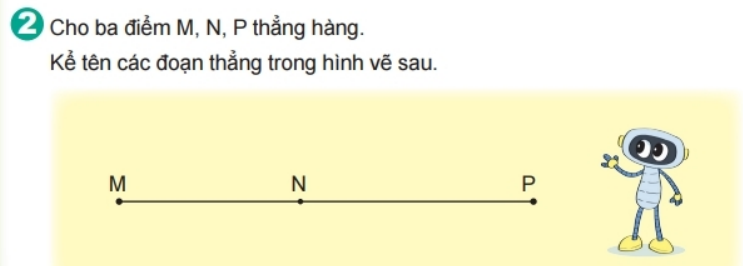 2 Cho ba điểm M, N, P thẳng hàng.
Kể tên các đoạn thẳng trong hình vẽ sau.
M N P